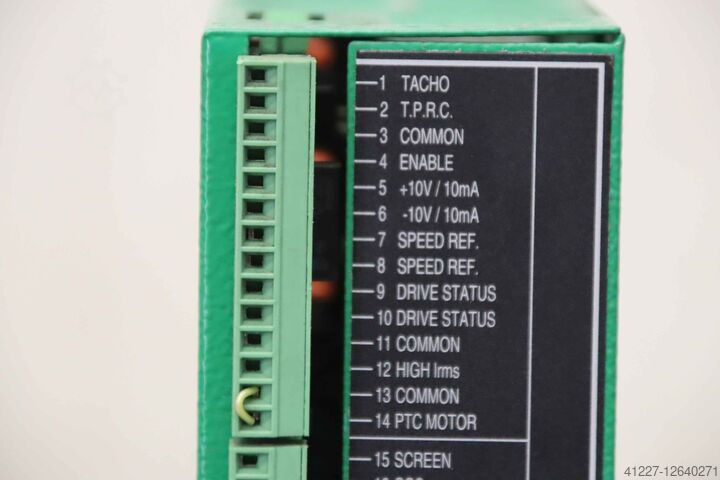 1 TACHO
2 T.P.R.C.
3 COMMON
4 ENABLE
5 +10V / 10mA
6 -10V / 10mA
7 SPEED REF.
8 SPEED REF.
9 DRIVE STATUS
10 DRIVE STATUS
11 COMMON
12 HIGH Irms
13 COMMON
14 PTC MOTOR
15 SCREEN
41227-12640271